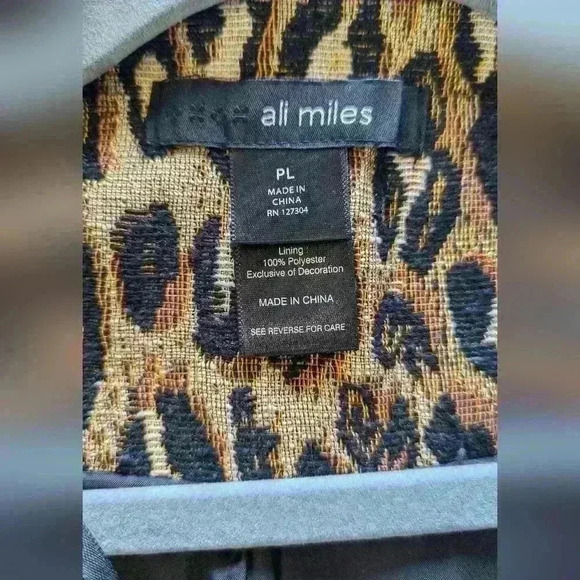 ali miles
PL
MADE IN
CHINA
RN 127304
Lining :
100% Polyester
Exclusive of Decoration
MADE IN CHINA
SEE REVERSE FOR CARE